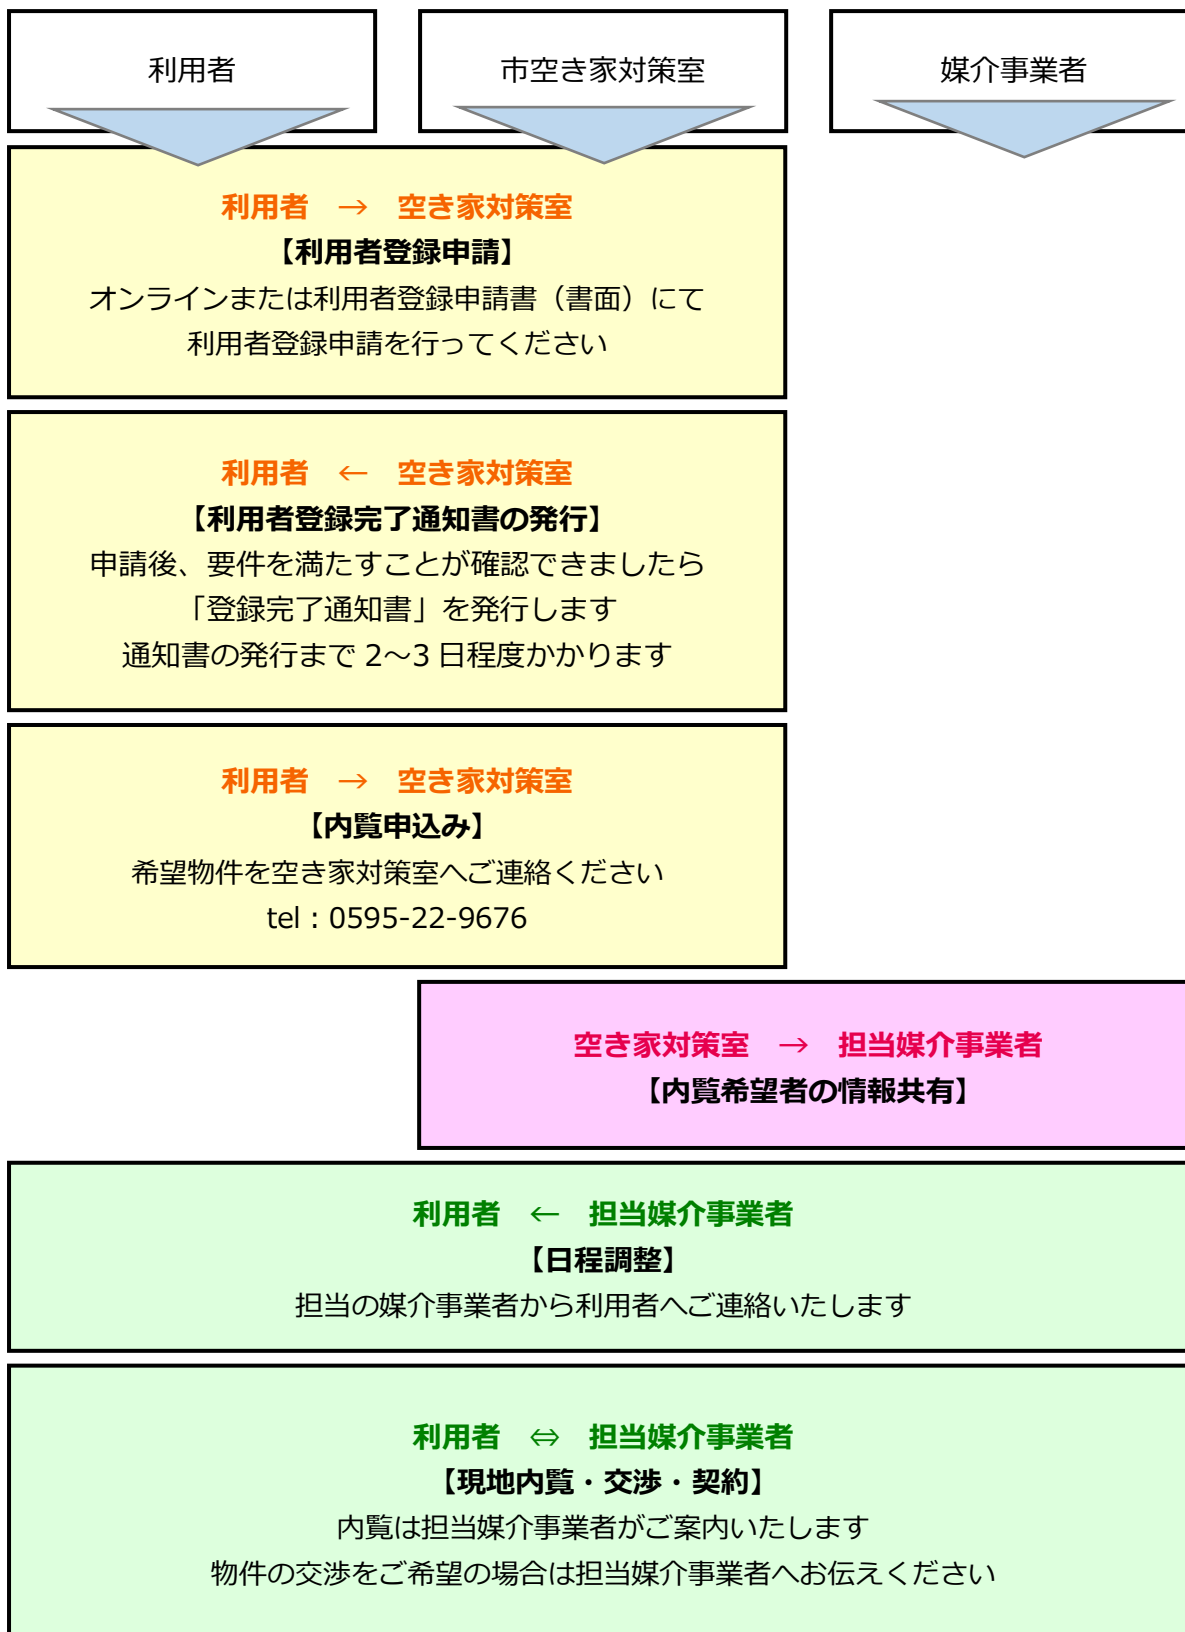 利用者
市空き家対策室
媒介事業者
利用者　→　空き家対策室
【利用者登録申請】
オンラインまたは利用者登録申請書（書面）にて
利用者登録申請を行ってください
利用者　←　空き家対策室
【利用者登録完了通知書の発行】
申請後、要件を満たすことが確認できましたら
「登録完了通知書」を発行します
通知書の発行まで 2～3 日程度かかります
利用者　→　空き家対策室
【内覧申込み】
希望物件を空き家対策室へご連絡ください
tel：0595-22-9676
空き家対策室　→　担当媒介事業者
【内覧希望者の情報共有】
利用者　←　担当媒介事業者
【日程調整】
担当の媒介事業者から利用者へご連絡いたします
利用者　⇔　担当媒介事業者
【現地内覧・交渉・契約】
内覧は担当媒介事業者がご案内いたします
物件の交渉をご希望の場合は担当媒介事業者へお伝えください